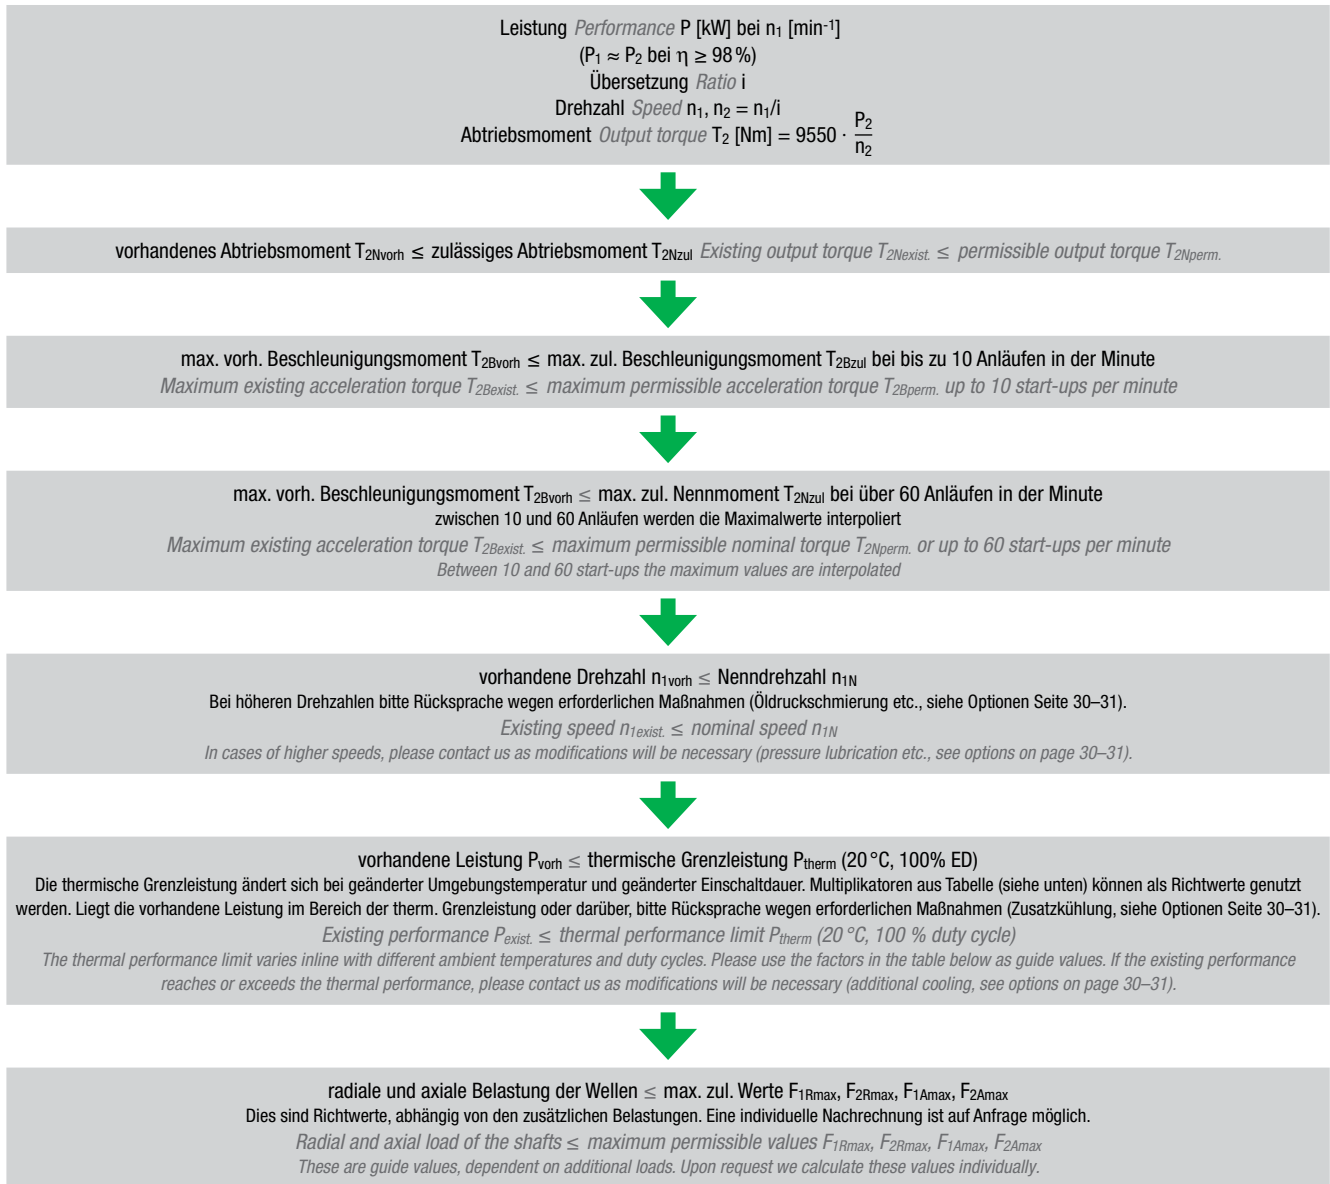 Leistung Performance P [kW] bei n₁ [min⁻¹]
(P₁ ≈ P₂ bei η ≥ 98 %)
Übersetzung Ratio i
Drehzahl Speed n₁, n₂ = n₁/i
Abtriebsmoment Output torque T₂ [Nm] = 9550 · P₂/n₂
vorhandenes Abtriebsmoment T2Nvorh ≤ zulässiges Abtriebsmoment T2Nzul Existing output torque T2Nexist. ≤ permissible output torque T2Nperm.
max. vorh. Beschleunigungsmoment T2Bvorh ≤ max. zul. Beschleunigungsmoment T2Bzul bei bis zu 10 Anläufen in der Minute
Maximum existing acceleration torque T2Bexist. ≤ maximum permissible acceleration torque T2Bperm. up to 10 start-ups per minute
max. vorh. Beschleunigungsmoment T2Bvorh ≤ max. zul. Nennmoment T2Nzul bei über 60 Anläufen in der Minute
zwischen 10 und 60 Anläufen werden die Maximalwerte interpoliert
Maximum existing acceleration torque T2Bexist. ≤ maximum permissible nominal torque T2Nperm. or up to 60 start-ups per minute
Between 10 and 60 start-ups the maximum values are interpolated
vorhandene Drehzahl n1vorh ≤ Nenndrehzahl n1N
Bei höheren Drehzahlen bitte Rücksprache wegen erforderlichen Maßnahmen (Öldruckschmierung etc., siehe Optionen Seite 30–31).
Existing speed n1exist. ≤ nominal speed n1N
In cases of higher speeds, please contact us as modifications will be necessary (pressure lubrication etc., see options on page 30–31).
vorhandene Leistung Pvorh ≤ thermische Grenzleistung Ptherm (20 °C, 100% ED)
Die thermische Grenzleistung ändert sich bei geänderter Umgebungstemperatur und geänderter Einschaltdauer. Multiplikatoren aus Tabelle (siehe unten) können als Richtwerte genutzt
werden. Liegt die vorhandene Leistung im Bereich der therm. Grenzleistung oder darüber, bitte Rücksprache wegen erforderlichen Maßnahmen (Zusatzkühlung, siehe Optionen Seite 30–31).
Existing performance Pexist. ≤ thermal performance limit Ptherm (20 °C, 100 % duty cycle)
The thermal performance limit varies inline with different ambient temperatures and duty cycles. Please use the factors in the table below as guide values. If the existing performance
reaches or exceeds the thermal performance, please contact us as modifications will be necessary (additional cooling, see options on page 30–31).
radiale und axiale Belastung der Wellen ≤ max. zul. Werte F1Rmax, F2Rmax, F1Amax, F2Amax
Dies sind Richtwerte, abhängig von den zusätzlichen Belastungen. Eine individuelle Nachrechnung ist auf Anfrage möglich.
Radial and axial load of the shafts ≤ maximum permissible values F1Rmax, F2Rmax, F1Amax, F2Amax
These are guide values, dependent on additional loads. Upon request we calculate these values individually.